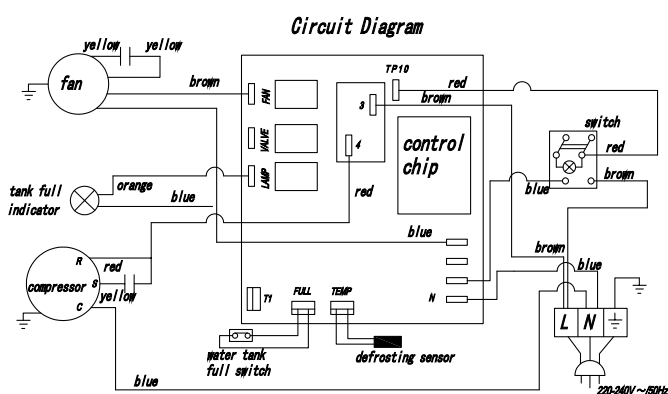 Circuit Diagram
yellow
yellow
fan
brown
FAN
VALVE
LAMP
TP10
3
4
red
brown
control
chip
switch
red
brown
blue
tank full
indicator
orange
blue
red
blue
R
S
C
compressor
red
yellow
T1
FULL
TEMP
N
brown
blue
water tank
full switch
defrosting sensor
L
N
blue
220-240V ~/50Hz